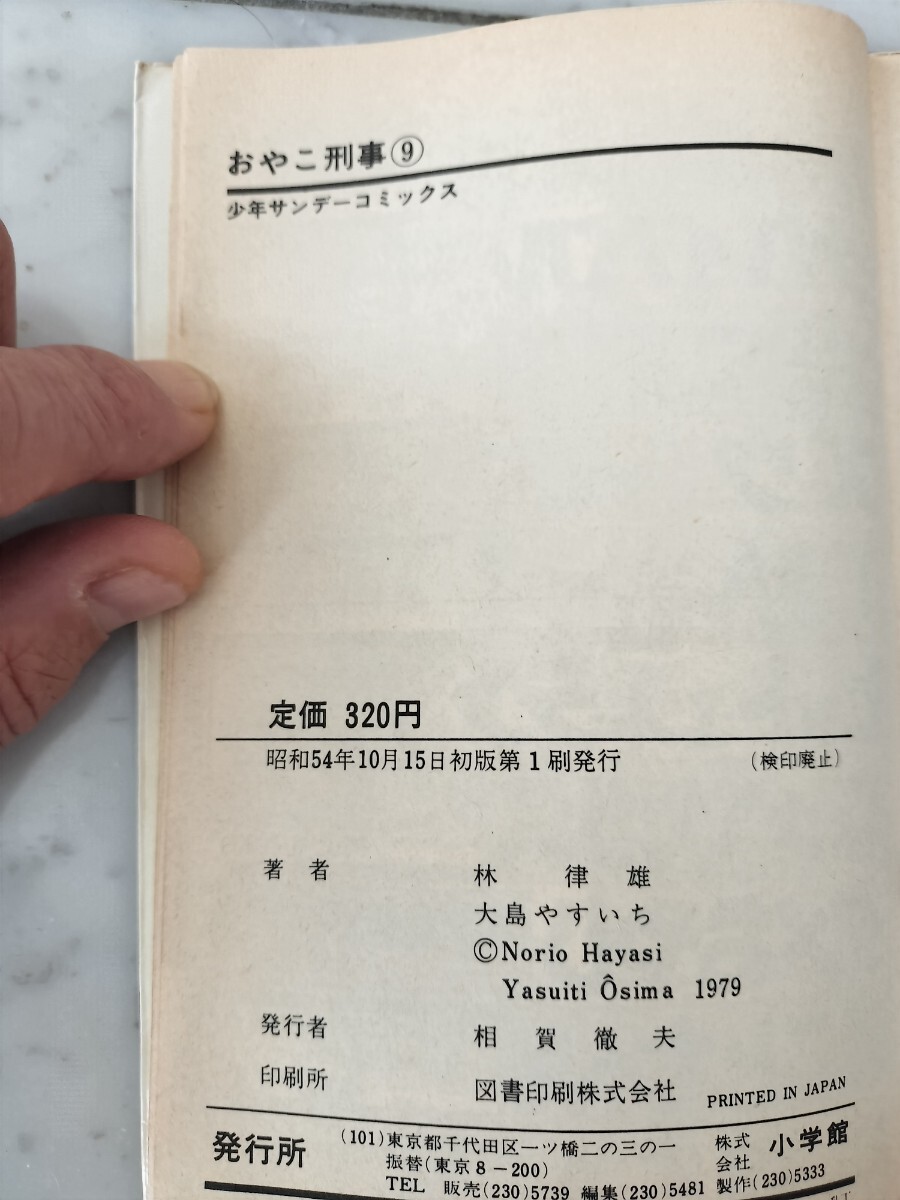 おやこ刑事⑨
少年サンデーコミックス
定価 320円
昭和54年10月15日初版第1刷発行 (検印廃止)
著者 林律雄
大島やすいち
©Norio Hayasi
Yasuiti Ôsima 1979
発行者 相賀徹夫
印刷所 図書印刷株式会社 PRINTED IN JAPAN
発行所 (101)東京都千代田区一ツ橋二の三の一 株式会社 小学館
振替(東京8-200)
TEL 販売(230)5739 編集(230)5481 製作(230)5333